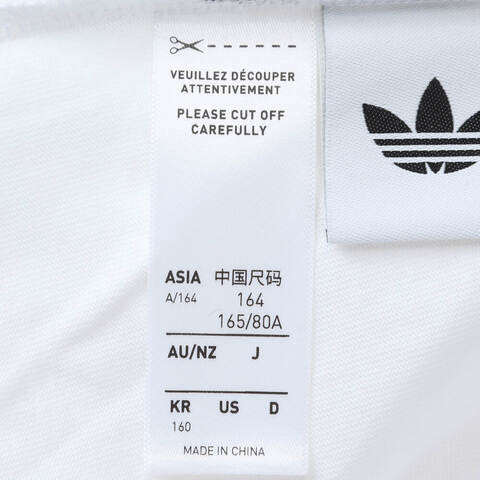 VEUILLEZ DÉCOUPER
ATTENTIVEMENT
PLEASE CUT OFF
CAREFULLY
ASIA 中国尺码
A/164 164
165/80A
AU/NZ J
KR US D
160
MADE IN CHINA